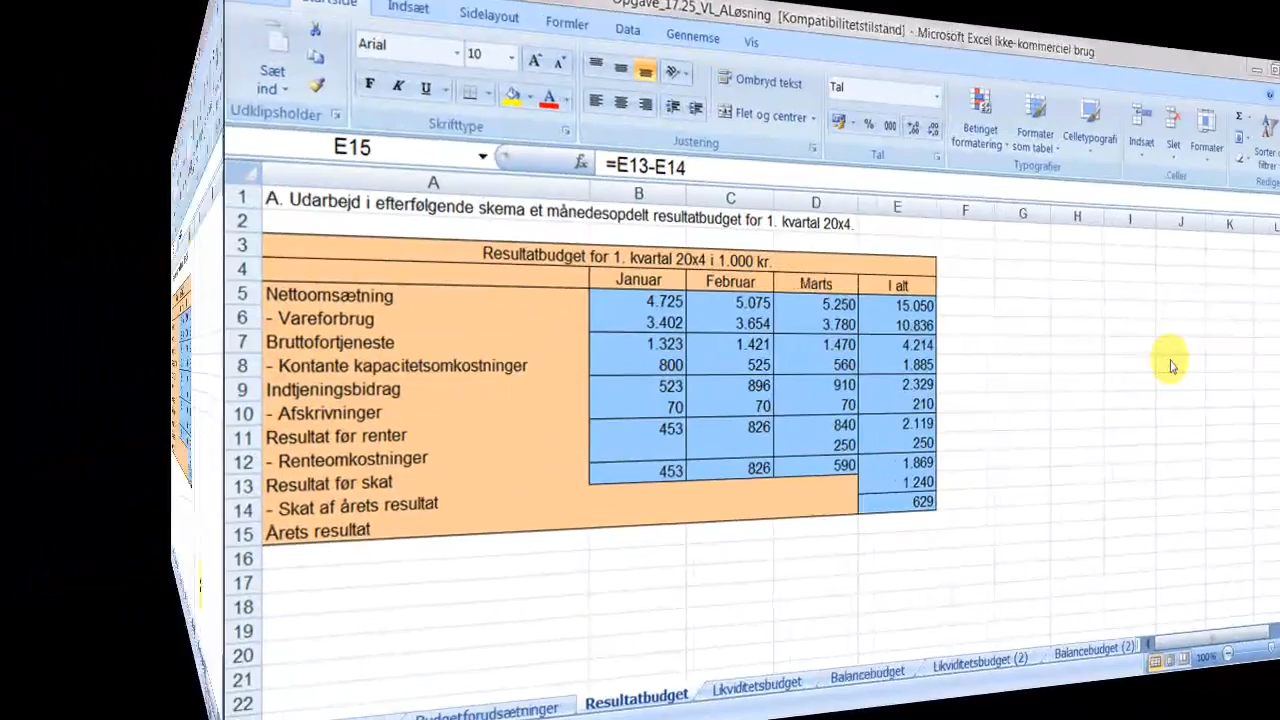 Opgave_17.25_VL_ALøsning [Kompatibilitetstilstand] - Microsoft Excel ikke-kommerciel brug
Startside Indsæt Sidelayout Formler Data Gennemse Vis
Sæt ind
Arial 10
F K U
Ombryd tekst
Flet og centrer
Tal
% 000
Betinget formatering
Formater som tabel
Celletypografi
Indsæt Slet Formater
Σ
Sorter
filtrer
Udklipsholder Skrifttype Justering Tal Typografier Celler
E15 fx =E13-E14
A B C D E F G H I J K L
1 A. Udarbejd i efterfølgende skema et månedesopdelt resultatbudget for 1. kvartal 20x4.
2
3 Resultatbudget for 1. kvartal 20x4 i 1.000 kr.
4 Januar Februar Marts I alt
5 Nettoomsætning 4.725 5.075 5.250 15.050
6 - Vareforbrug 3.402 3.654 3.780 10.836
7 Bruttofortjeneste 1.323 1.421 1.470 4.214
8 - Kontante kapacitetsomkostninger 800 525 560 1.885
9 Indtjeningsbidrag 523 896 910 2.329
10 - Afskrivninger 70 70 70 210
11 Resultat før renter 453 826 840 2.119
12 - Renteomkostninger 250 250
13 Resultat før skat 453 826 590 1.869
14 - Skat af årets resultat 1.240
15 Årets resultat 629
16
17
18
19
20
21
22
Budgetforudsætninger Resultatbudget Likviditetsbudget Balancebudget Likviditetsbudget (2) Balancebudget (2)
100%